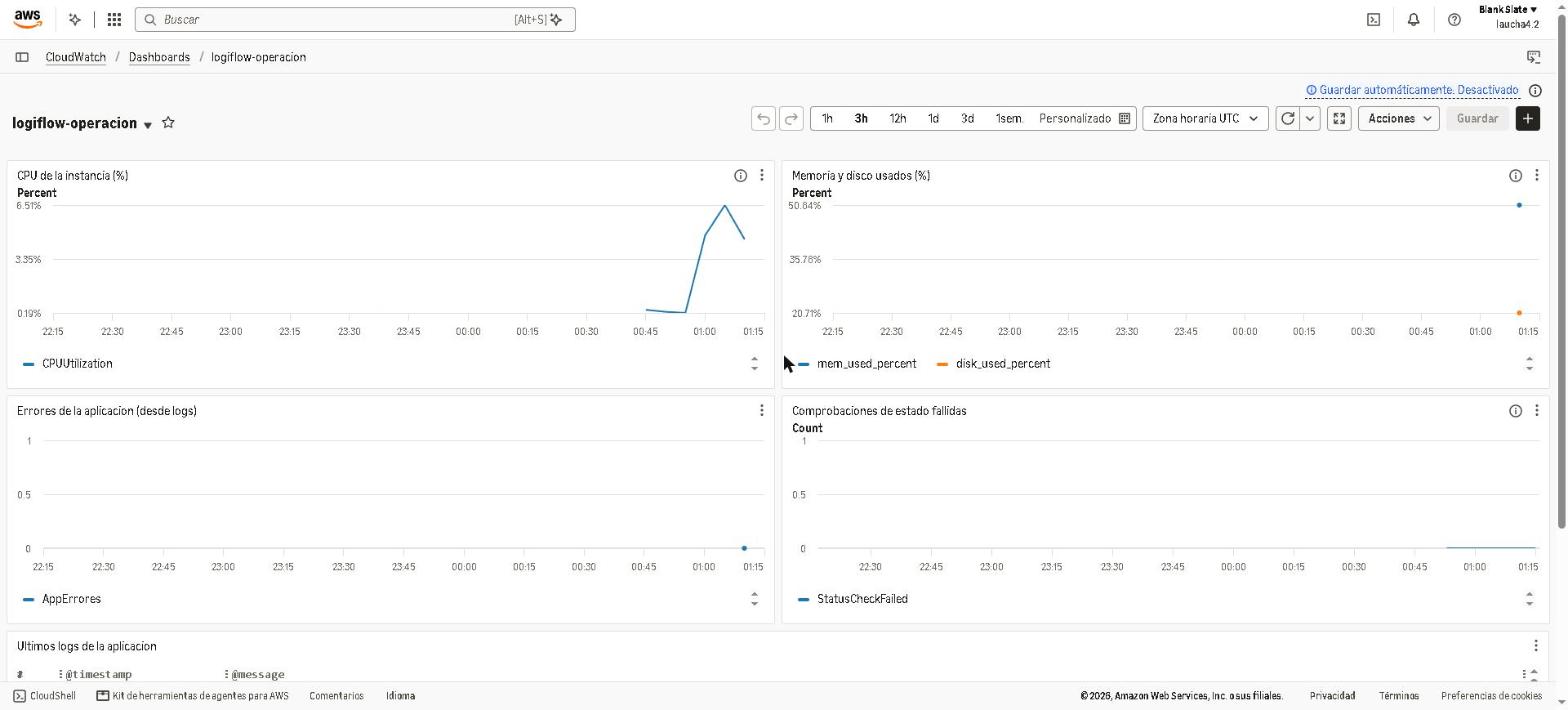 aws
Buscar [Alt+S]
Blank Slate ▼
laucha4.2
CloudWatch / Dashboards / logiflow-operacion
Guardar automáticamente: Desactivado
logiflow-operacion
1h 3h 12h 1d 3d 1sem. Personalizado Zona horaria UTC Acciones Guardar +
CPU de la instancia (%)
Percent
6.51%
3.35%
0.19%
22:15 22:30 22:45 23:00 23:15 23:30 23:45 00:00 00:15 00:30 00:45 01:00 01:15
CPUUtilization
Memoria y disco usados (%)
Percent
50.84%
35.78%
20.71%
22:15 22:30 22:45 23:00 23:15 23:30 23:45 00:00 00:15 00:30 00:45 01:00 01:15
mem_used_percent disk_used_percent
Errores de la aplicacion (desde logs)
1
0.5
0
22:15 22:30 22:45 23:00 23:15 23:30 23:45 00:00 00:15 00:30 00:45 01:00 01:15
AppErrores
Comprobaciones de estado fallidas
Count
1
0.5
0
22:30 22:45 23:00 23:15 23:30 23:45 00:00 00:15 00:30 00:45 01:00 01:15
StatusCheckFailed
Ultimos logs de la aplicacion
# @timestamp @message
CloudShell Kit de herramientas de agentes para AWS Comentarios Idioma
© 2026, Amazon Web Services, Inc. o sus filiales. Privacidad Términos Preferencias de cookies